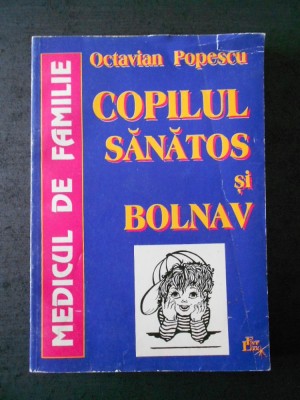 Octavian Popescu
COPILUL
SĂNĂTOS
și
BOLNAV
MEDICUL DE FAMILIE